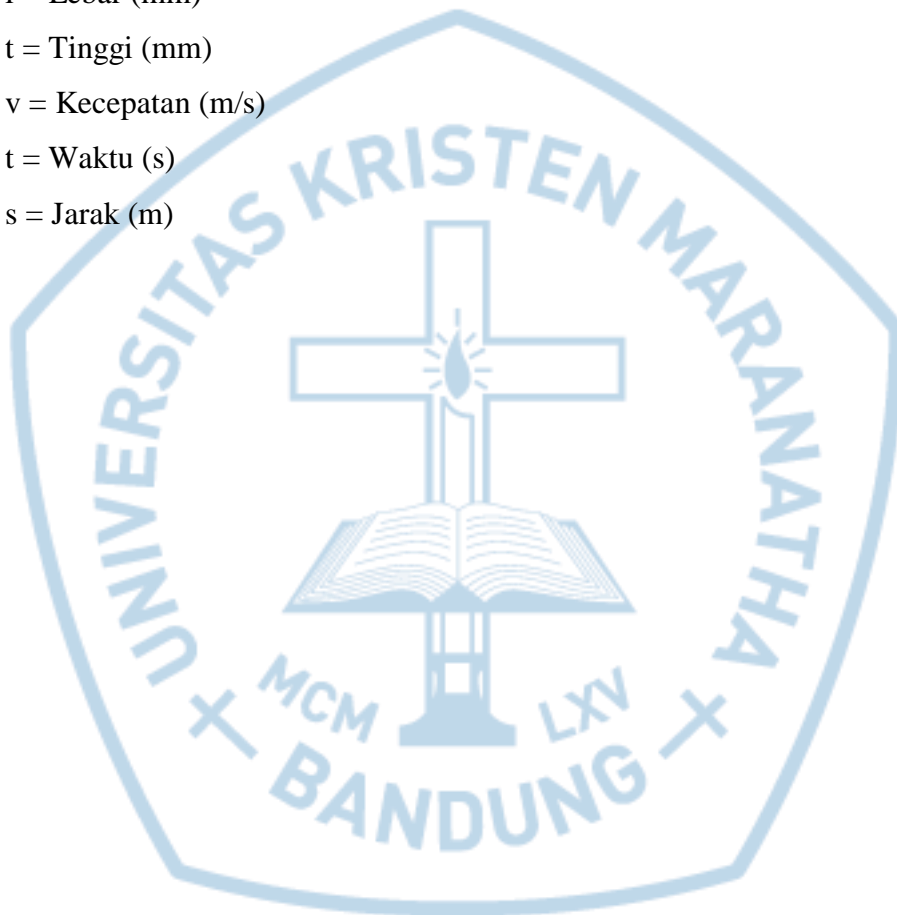 t = Tinggi (mm)
v = Kecepatan (m/s)
t = Waktu (s)
s = Jarak (m)
UNIVERSITAS KRISTEN MARANATHA
MCM LXV
BANDUNG